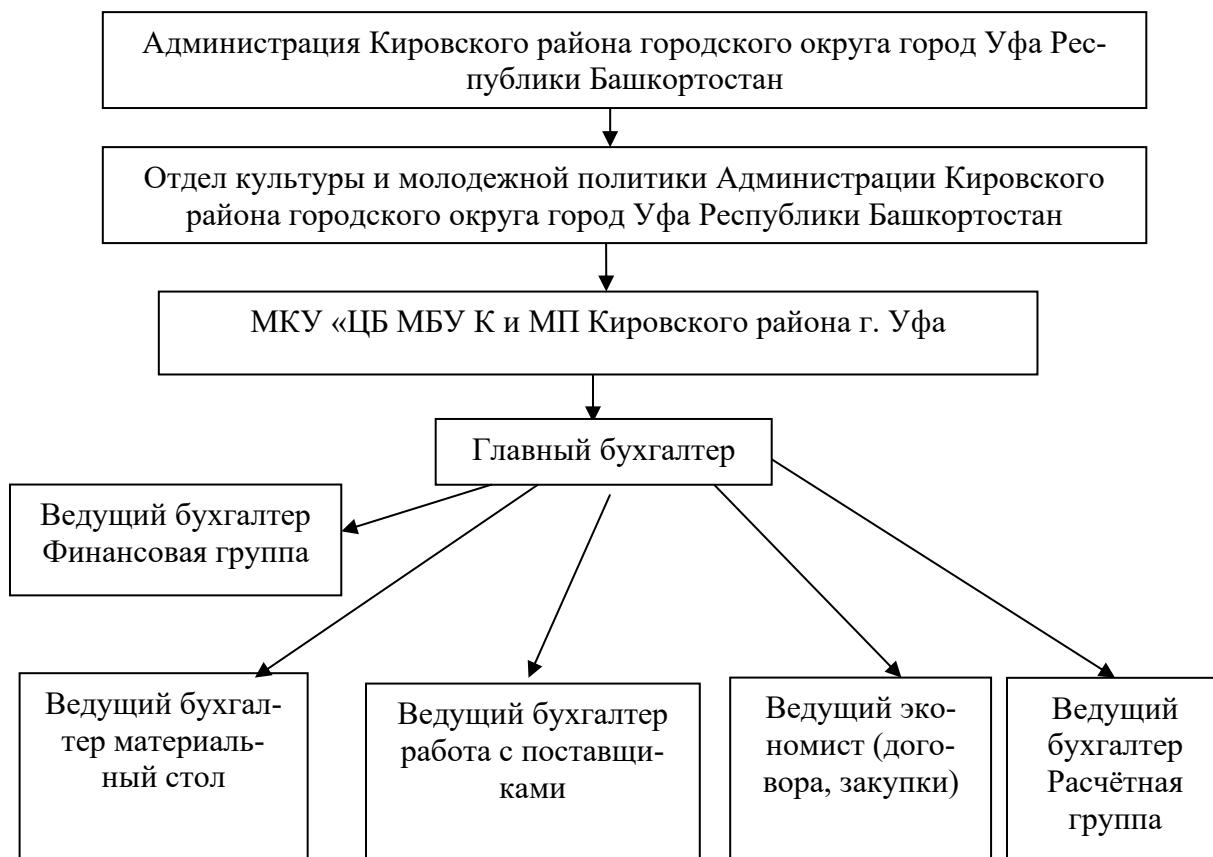 Администрация Кировского района городского округа город Уфа Рес-
публики Башкортостан
Отдел культуры и молодежной политики Администрации Кировского
района городского округа город Уфа Республики Башкортостан
МКУ «ЦБ МБУ К и МП Кировского района г. Уфа
Главный бухгалтер
Ведущий бухгалтер
Финансовая группа
Ведущий бухгал-
тер материаль-
ный стол
Ведущий бухгалтер
работа с поставщи-
ками
Ведущий эко-
номист (дого-
вора, закупки)
Ведущий
бухгалтер
Расчётная
группа